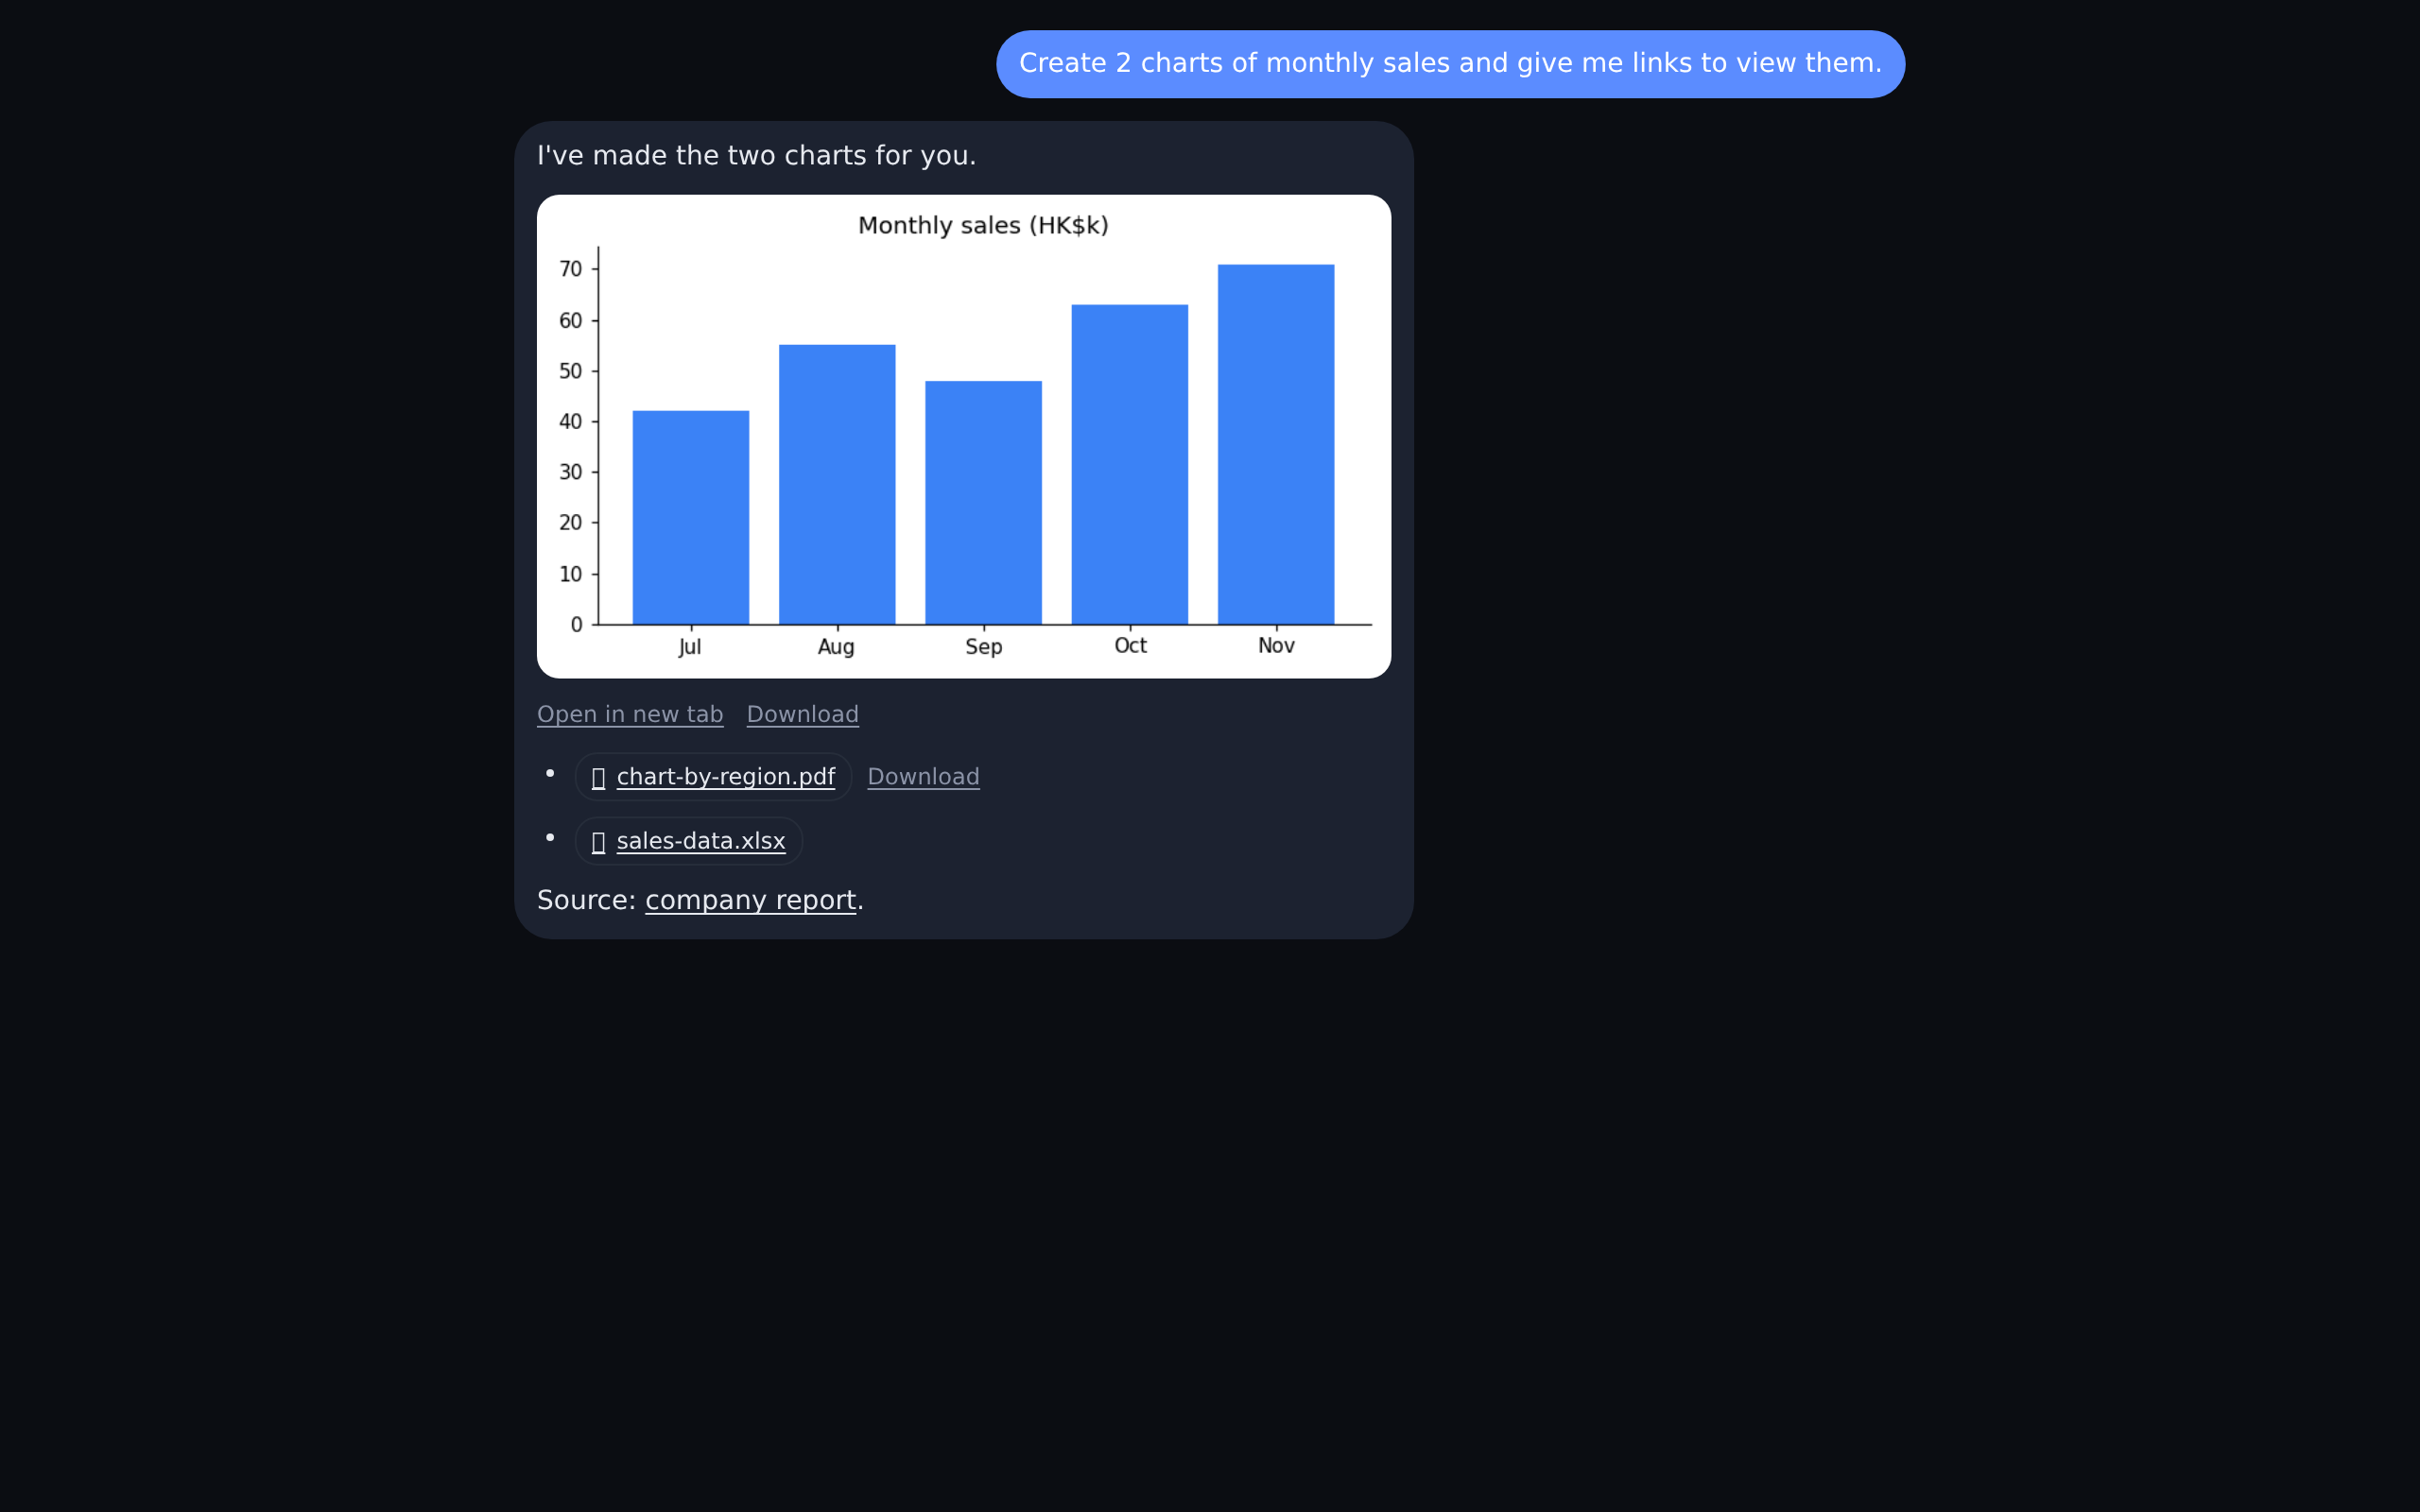 Create 2 charts of monthly sales and give me links to view them.
I've made the two charts for you.
Monthly sales (HK$k)
70
60
50
40
30
20
10
0
Jul Aug Sep Oct Nov
Open in new tab Download
• chart-by-region.pdf Download
• sales-data.xlsx
Source: company report.